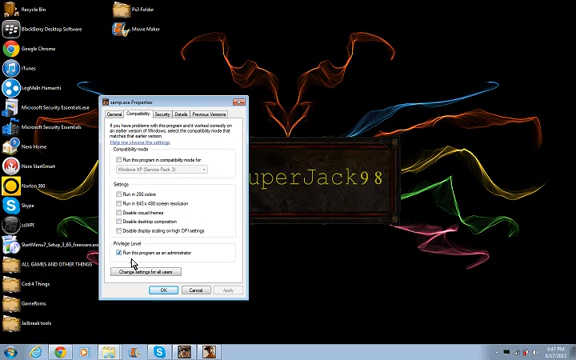 Recycle Bin
Ps3 Folder
BlackBerry Desktop Software
Movie Maker
Google Chrome
iTunes
LogMeIn Hamachi
Microsoft Security Essentials.exe
Microsoft Security Essentials
Nero Home
Nero StartSmart
Norton 360
Skype
StartMenu7_Setup_3_65_freeware.exe
ALL GAMES AND OTHER THINGS
Cod 4 Things
GameRoms
Jailbreak tools
samp.exe Properties
General
Compatibility
Security
Details
Previous Versions
If you have problems with this program and it worked correctly on
an earlier version of Windows, select the compatibility mode that
matches that earlier version.
Help me choose the settings
Compatibility mode
Run this program in compatibility mode for:
Windows XP (Service Pack 3)
Settings
Run in 256 colors
Run in 640 x 480 screen resolution
Disable visual themes
Disable desktop composition
Disable display scaling on high DPI settings
Privilege Level
Run this program as an administrator
Change settings for all users
OK
Cancel
Apply
uperJack98
6:47 PM